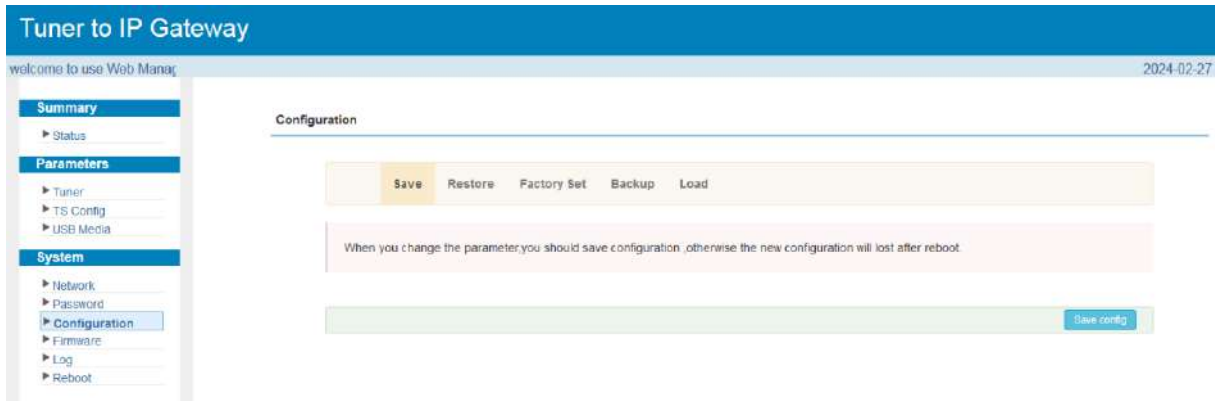 Tuner to IP Gateway
welcome to use Web Manag
2024-02-27
Summary
Status
Parameters
Tuner
TS Config
USB Media
System
Network
Password
Configuration
Firmware
Log
Reboot
Configuration
Save Restore Factory Set Backup Load
When you change the parameter,you should save configuration ,otherwise the new configuration will lost after reboot.
Save config